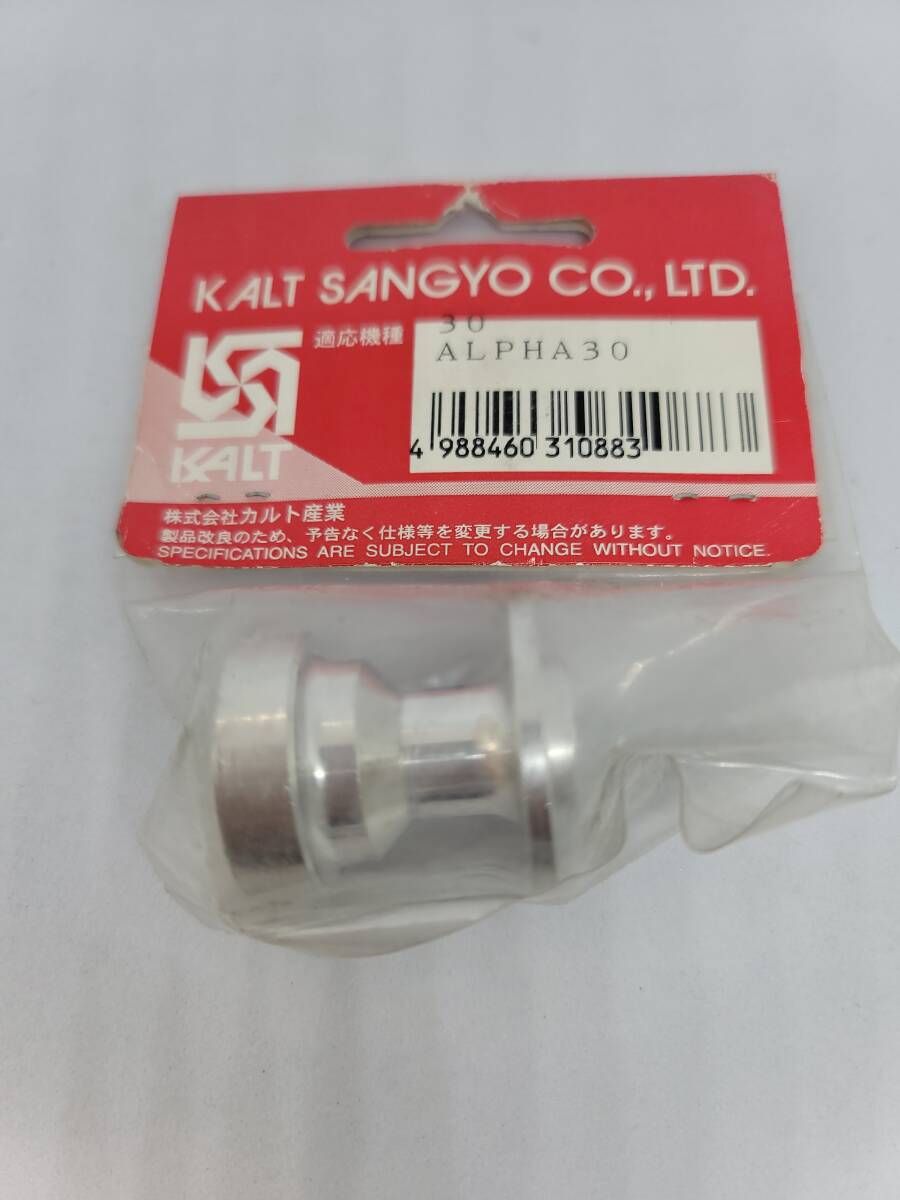 KALT SANGYO CO., LTD.
適応機種
30
ALPHA30
4 988460 310883
KALT
株式会社カルト産業
製品改良のため、予告なく仕様等を変更する場合があります。
SPECIFICATIONS ARE SUBJECT TO CHANGE WITHOUT NOTICE.